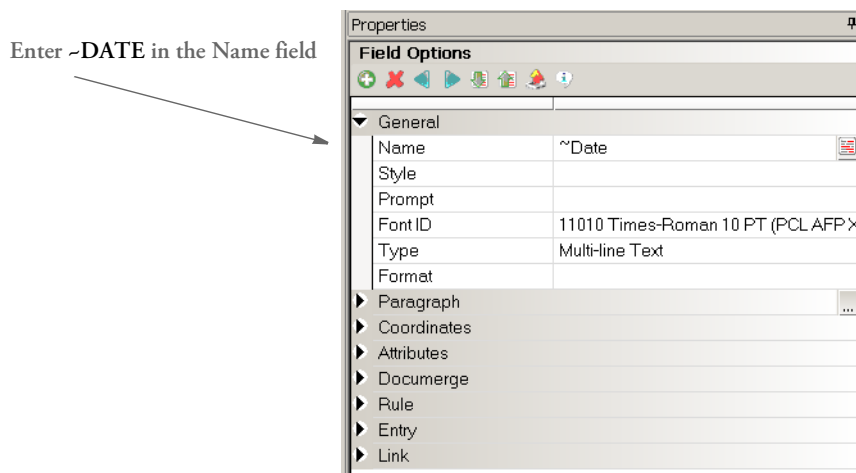 Properties
Enter ~DATE in the Name field
Field Options
General
Name ~Date
Style
Prompt
Font ID 11010 Times-Roman 10 PT (PCL AFP X
Type Multi-line Text
Format
Paragraph ...
Coordinates
Attributes
Documerge
Rule
Entry
Link